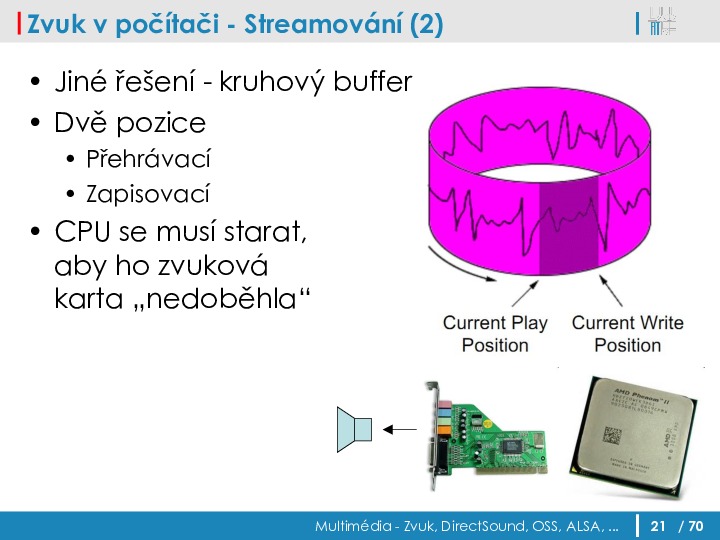 Zvuk v počítači - Streamování (2)
• Jiné řešení - kruhový buffer
• Dvě pozice
• Přehrávací
• Zapisovací
• CPU se musí starat,
aby ho zvuková
karta „nedoběhla“
Current Play
Position
Current Write
Position
AMD Phenom™ II
Multimédia - Zvuk, DirectSound, OSS, ALSA, ...
21 / 70